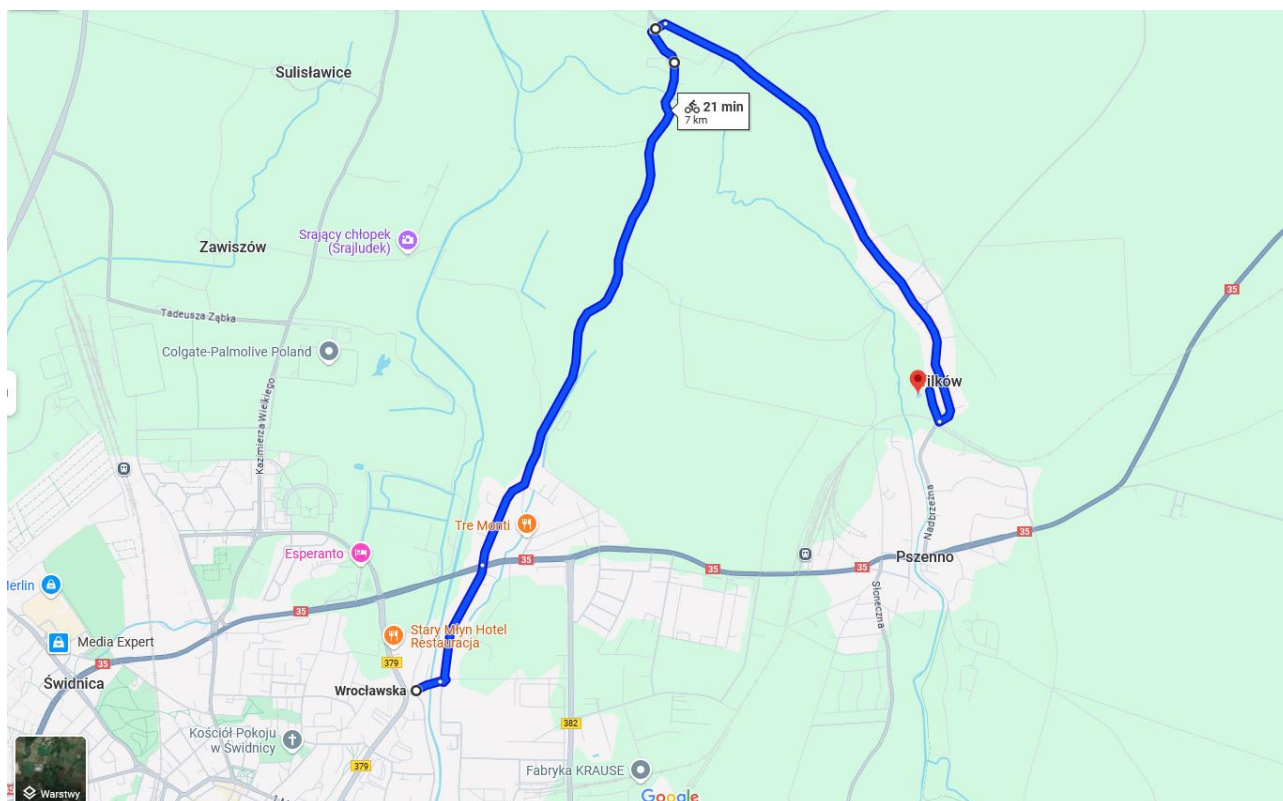 Sulisławice
21 min
7 km
Srający chłopek
(Srajludek)
Zawiszów
35
Tadeusza Ząbka
Colgate-Palmolive Poland
Kazimierza Wielkiego
ilków
Nadbrzeżna
Tre Monti
35
Esperanto
35
Pszenno
35
35
Merlin
35
Słoneczna
Stary Młyn Hotel
Restauracja
Media Expert
35
379
Świdnica
Wrocławska
Kościół Pokoju
w Świdnicy
382
379
Fabryka KRAUSE
Warstwy
Google